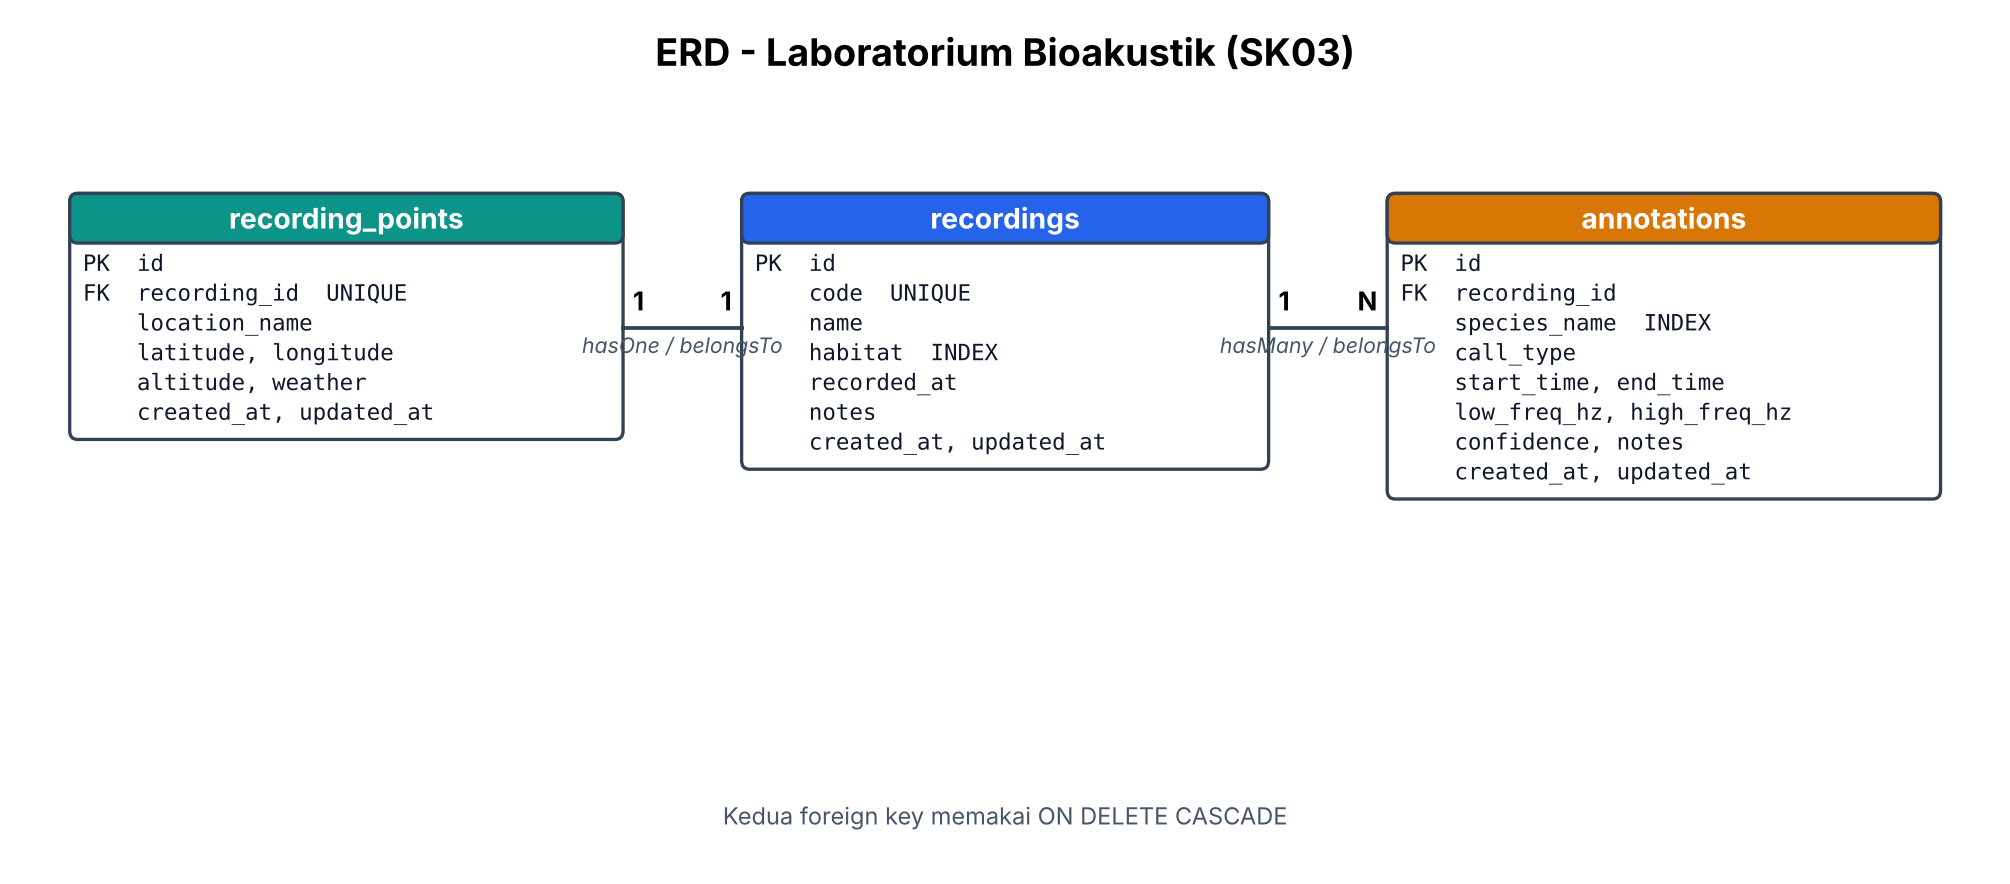 ERD - Laboratorium Bioakustik (SK03)
recording_points
PK id
FK recording_id UNIQUE
location_name
latitude, longitude
altitude, weather
created_at, updated_at
1 1
hasOne / belongsTo
recordings
PK id
code UNIQUE
name
habitat INDEX
recorded_at
notes
created_at, updated_at
1 N
hasMany / belongsTo
annotations
PK id
FK recording_id
species_name INDEX
call_type
start_time, end_time
low_freq_hz, high_freq_hz
confidence, notes
created_at, updated_at
Kedua foreign key memakai ON DELETE CASCADE